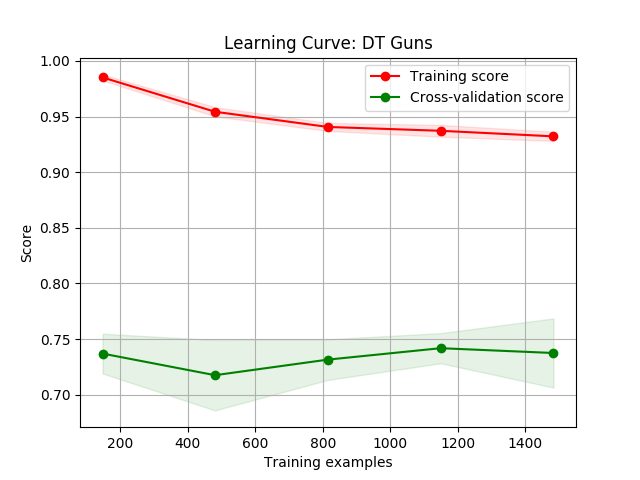 Learning Curve: DT Guns
Training score
Cross-validation score
1.00
0.95
0.90
0.85
0.80
0.75
0.70
Score
200 400 600 800 1000 1200 1400
Training examples